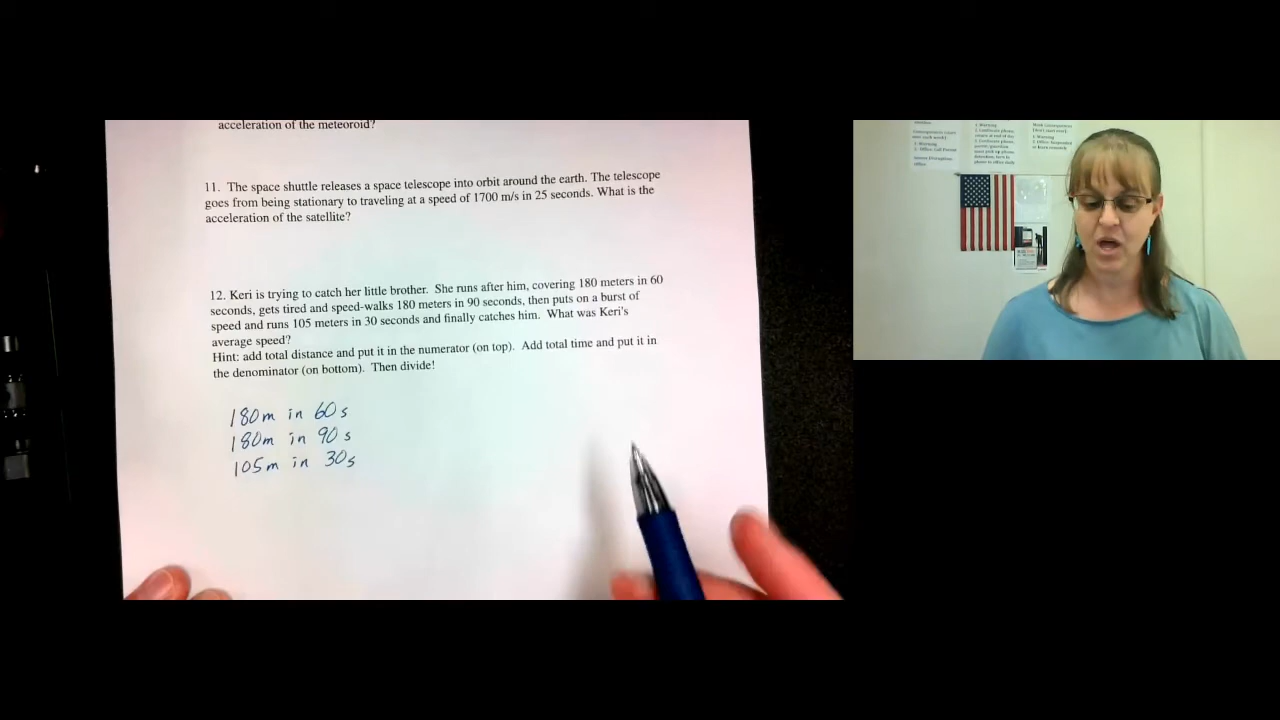 acceleration of the meteoroid?
11. The space shuttle releases a space telescope into orbit around the earth. The telescope
goes from being stationary to traveling at a speed of 1700 m/s in 25 seconds. What is the
acceleration of the satellite?
12. Keri is trying to catch her little brother. She runs after him, covering 180 meters in 60
seconds, gets tired and speed-walks 180 meters in 90 seconds, then puts on a burst of
speed and runs 105 meters in 30 seconds and finally catches him. What was Keri's
average speed?
Hint: add total distance and put it in the numerator (on top). Add total time and put it in
the denominator (on bottom). Then divide!
180m in 60s
180m in 90s
105m in 30s